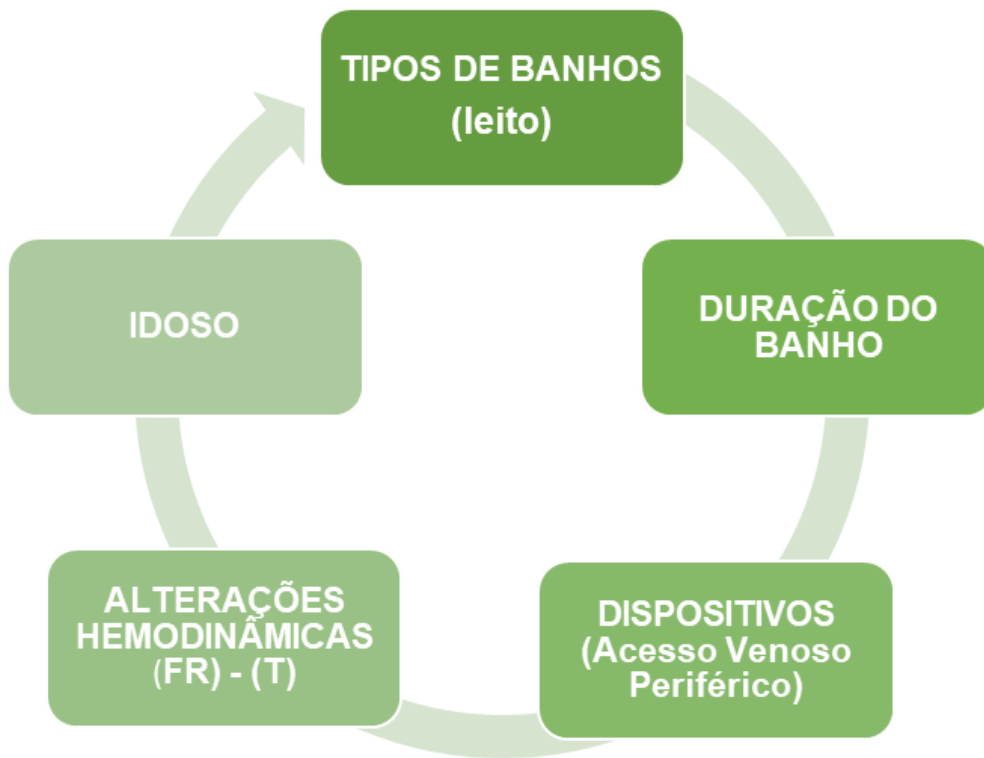 TIPOS DE BANHOS
(leito)
DURAÇÃO DO
BANHO
DISPOSITIVOS
(Acesso Venoso
Periférico)
ALTERAÇÕES
HEMODINÂMICAS
(FR) - (T)
IDOSO